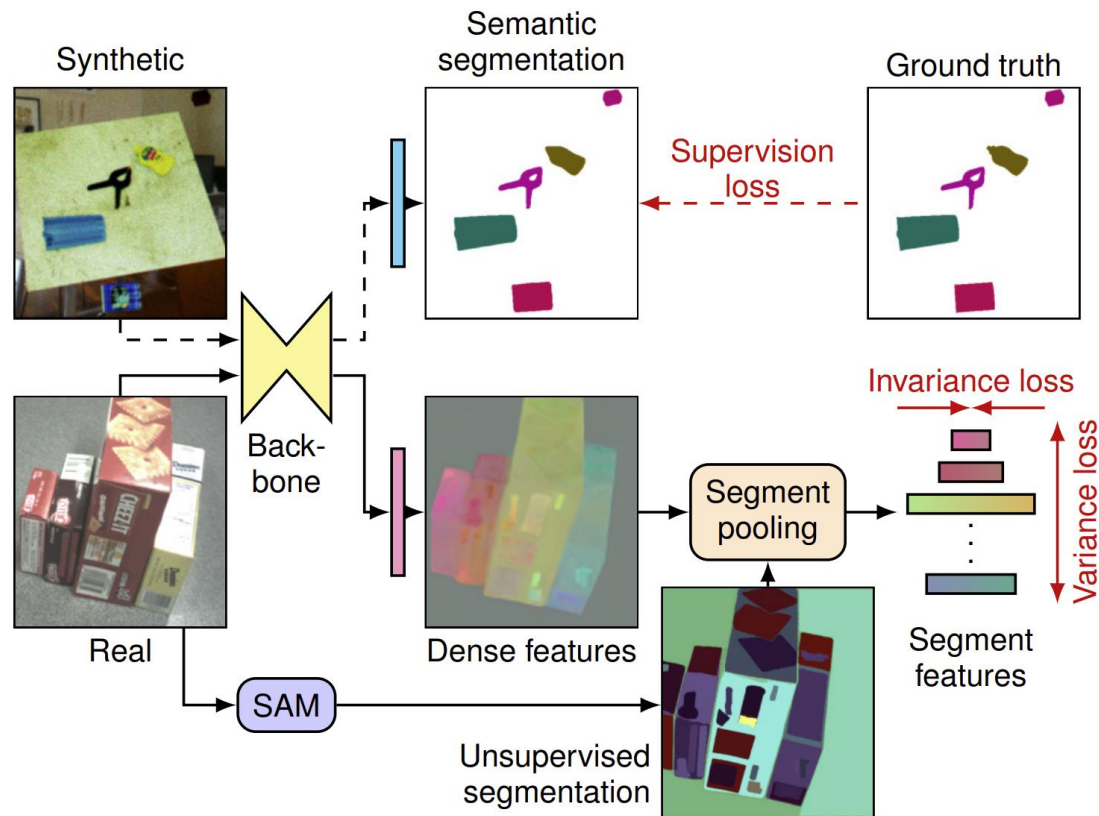 Synthetic
Semantic
segmentation
Ground truth
Supervision
loss
Back-
bone
Invariance loss
Variance loss
Segment
pooling
CHEEZ-IT
Domino
Real
Dense features
Segment
features
SAM
Unsupervised
segmentation